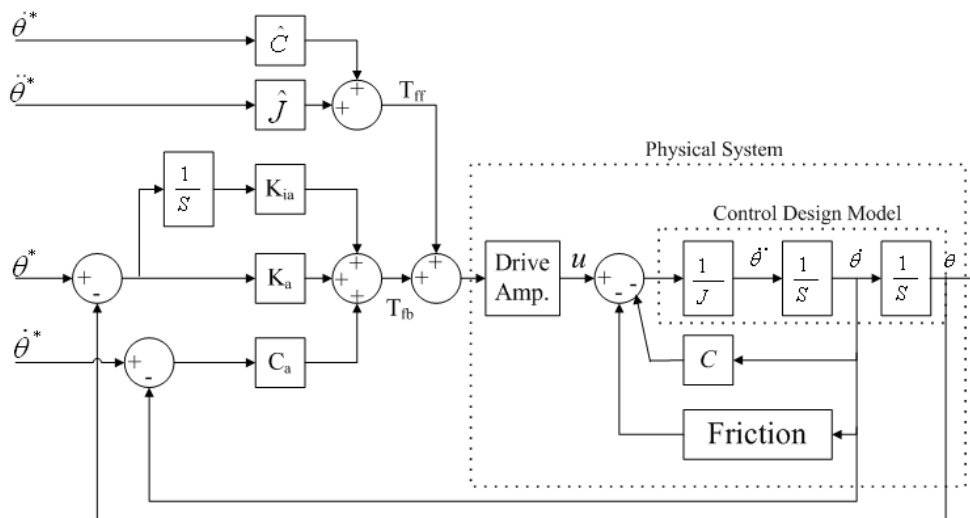 θ̇*
Ĉ
+
θ̈*
Ĵ
+
T_ff
Physical System
1/S
K_ia
Control Design Model
θ*
+
-
K_a
+
+
+
T_fb
+
+
Drive
Amp.
u
+
-
-
1/J
θ̈
1/S
θ̇
1/S
θ
θ̇*
+
-
C_a
C
Friction